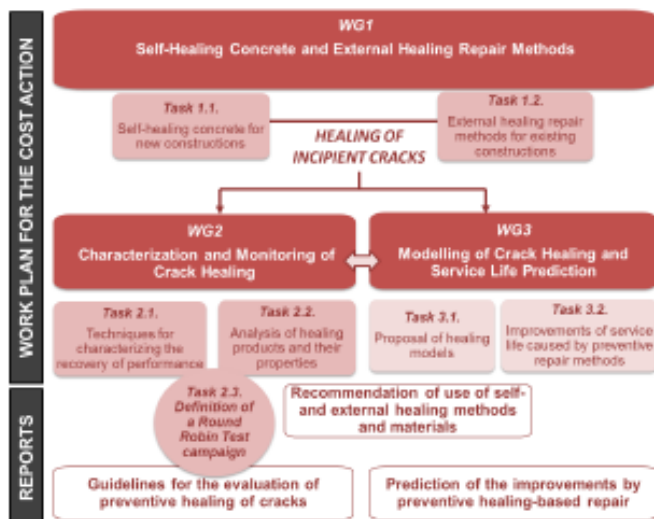 WORK PLAN FOR THE COST ACTION
WG1
Self-Healing Concrete and External Healing Repair Methods
Task 1.1.
Self-healing concrete for
new constructions
Task 1.2.
External healing repair
methods for existing
constructions
HEALING OF
INCIPIENT CRACKS
WG2
Characterization and Monitoring of
Crack Healing
WG3
Modelling of Crack Healing and
Service Life Prediction
Task 2.1.
Techniques for
characterizing the
recovery of performance
Task 2.2.
Analysis of healing
products and their
properties
Task 3.1.
Proposal of healing
models
Task 3.2.
Improvements of service
life caused by preventive
repair methods
REPORTS
Task 2.3.
Definition of
a Round
Robin Test
campaign
Recommendation of use of self-
and external healing methods
and materials
Guidelines for the evaluation of
preventive healing of cracks
Prediction of the improvements by
preventive healing-based repair